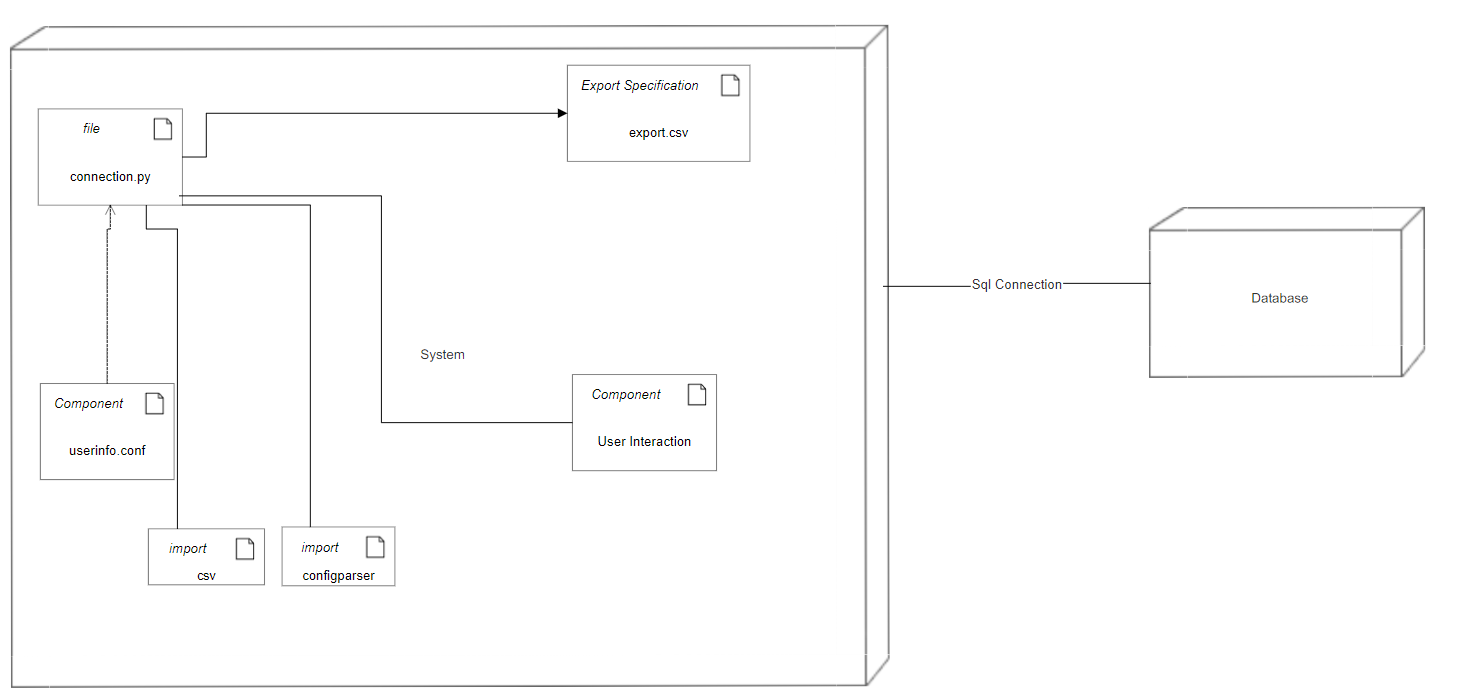 Export Specification
export.csv
file
connection.py
Sql Connection
Database
System
Component
userinfo.conf
Component
User Interaction
import
csv
import
configparser